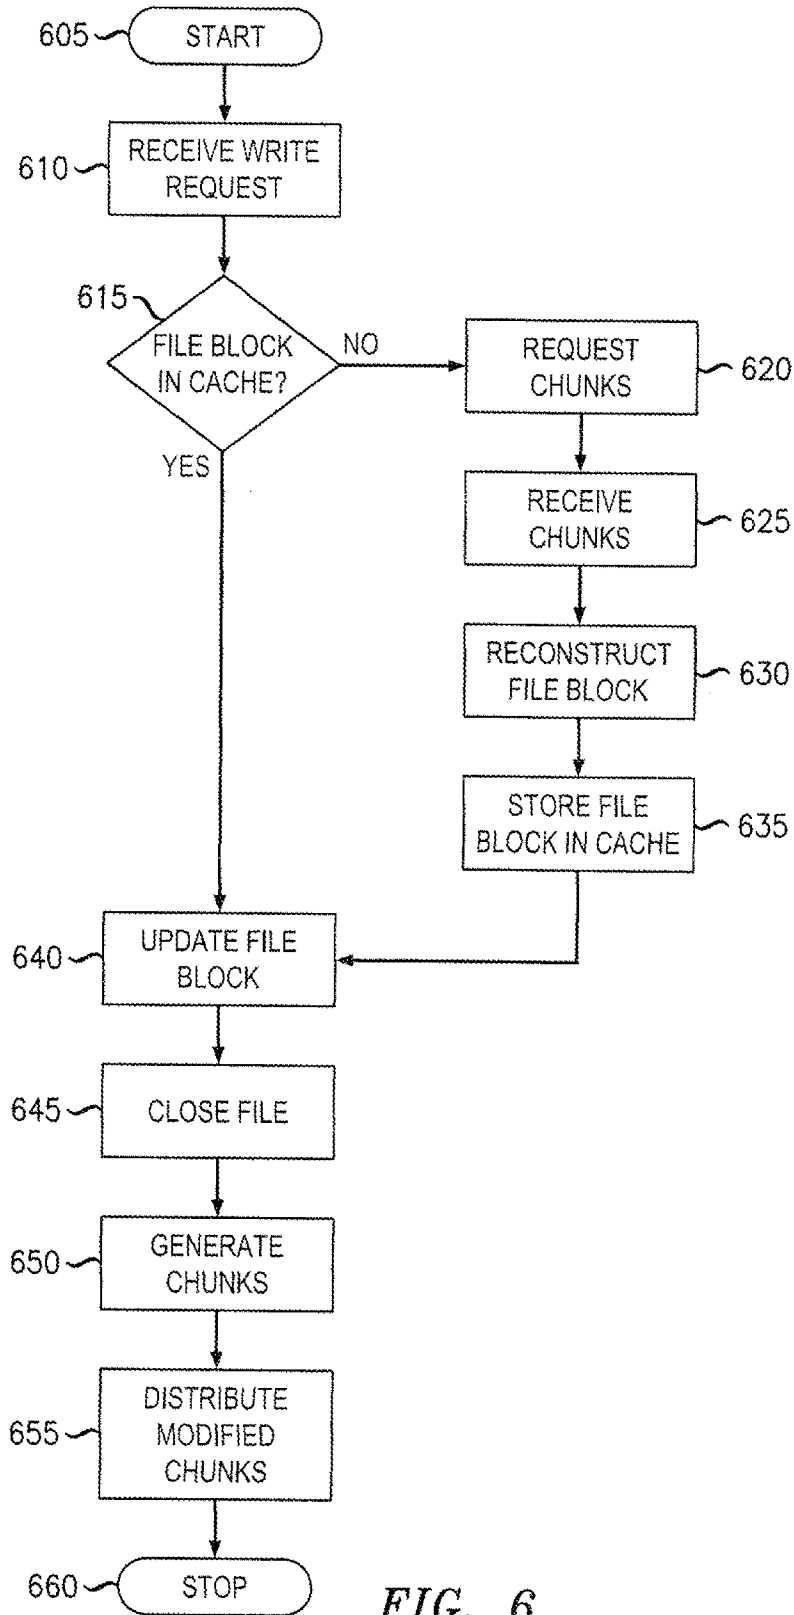 605
START
610
RECEIVE WRITE
REQUEST
615
FILE BLOCK
IN CACHE?
NO
YES
REQUEST
CHUNKS
620
RECEIVE
CHUNKS
625
RECONSTRUCT
FILE BLOCK
630
STORE FILE
BLOCK IN CACHE
635
640
UPDATE FILE
BLOCK
645
CLOSE FILE
650
GENERATE
CHUNKS
655
DISTRIBUTE
MODIFIED
CHUNKS
660
STOP
FIG. 6